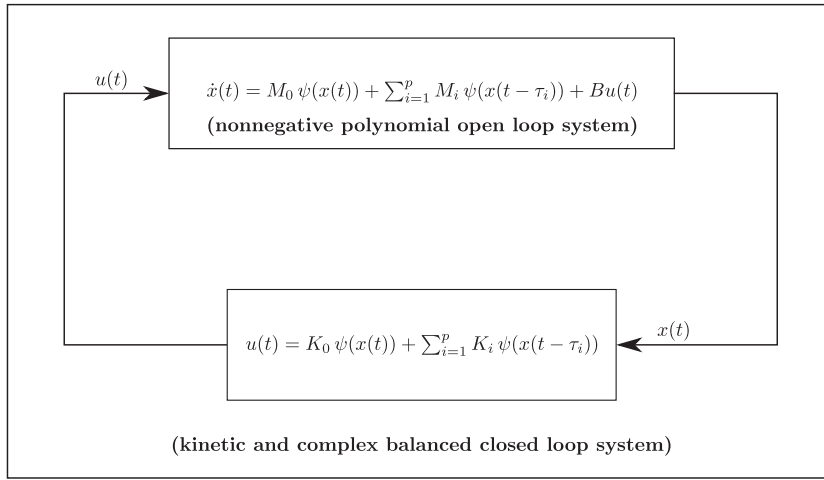 u(t)
ẋ(t) = M₀ ψ(x(t)) + ∑ᵢ₌₁ᵖ Mᵢ ψ(x(t − τᵢ)) + Bu(t)
(nonnegative polynomial open loop system)
u(t) = K₀ ψ(x(t)) + ∑ᵢ₌₁ᵖ Kᵢ ψ(x(t − τᵢ))
x(t)
(kinetic and complex balanced closed loop system)